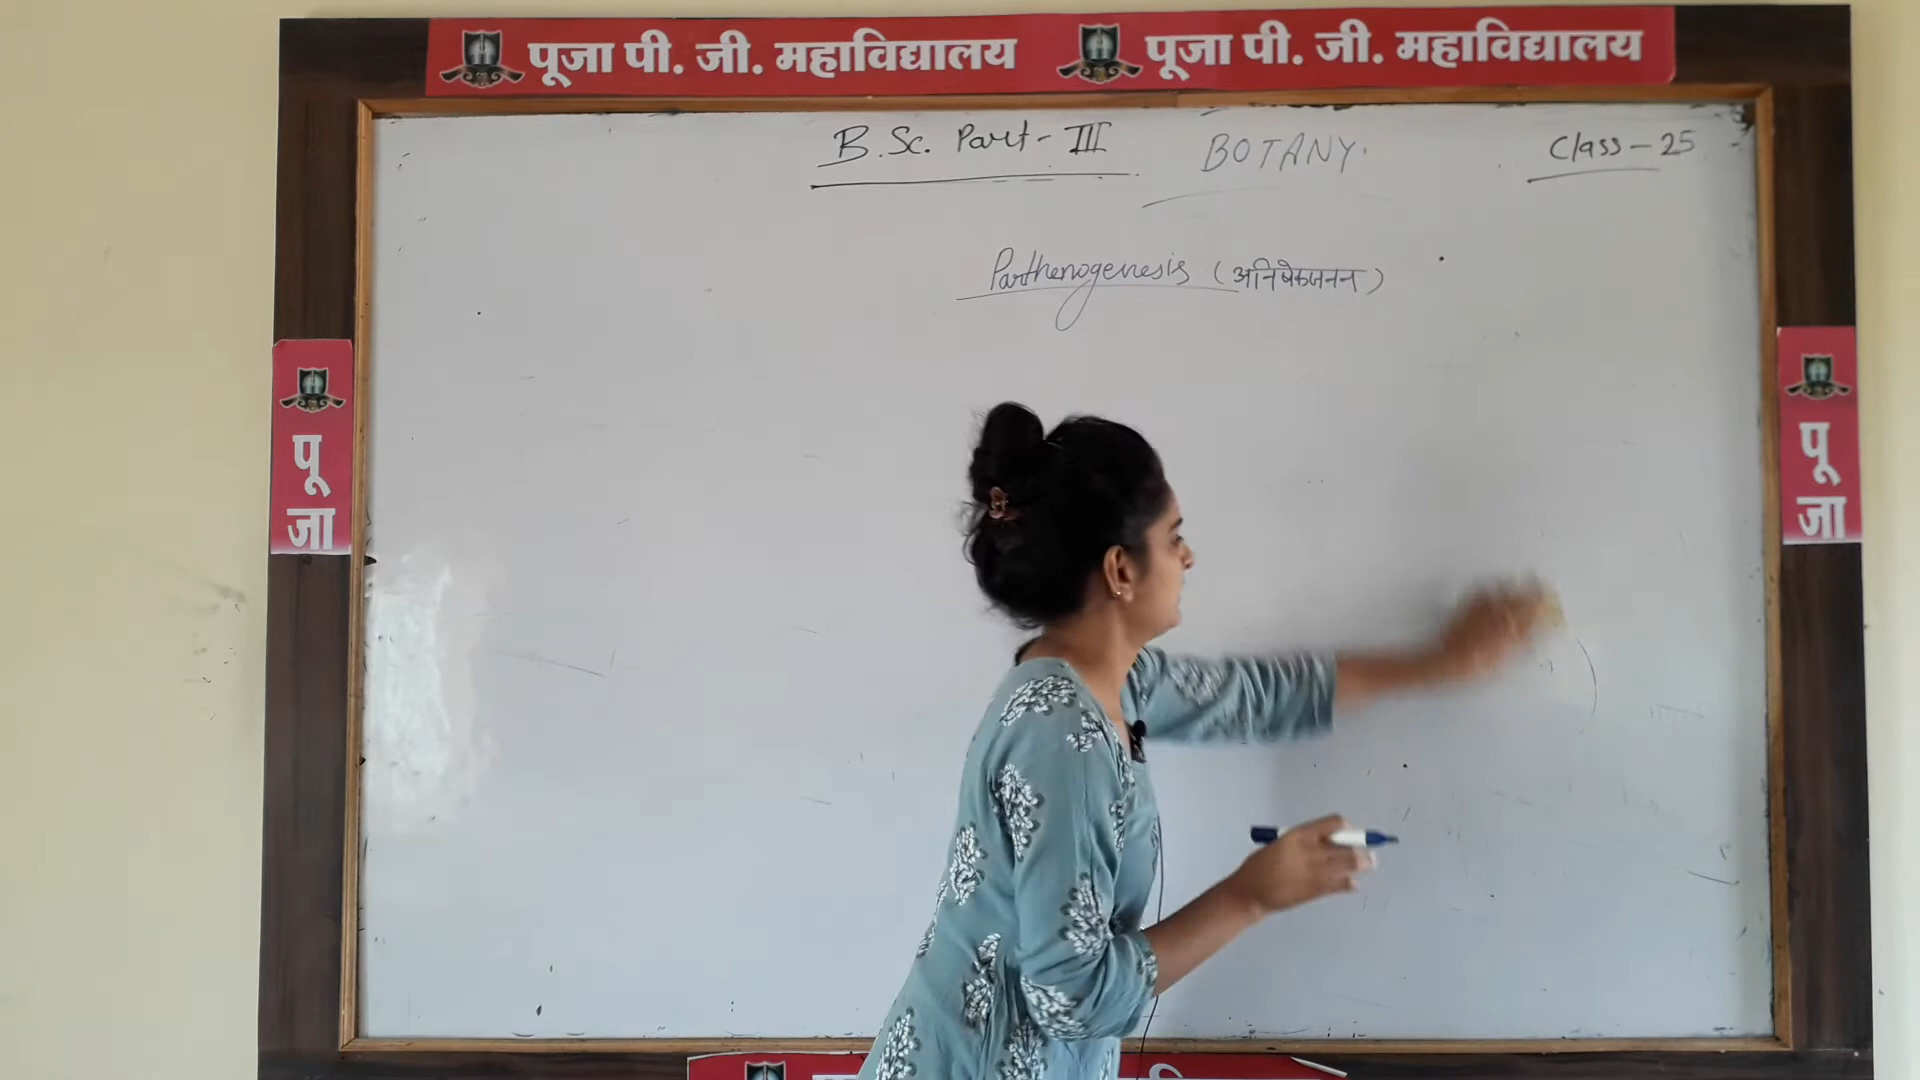 पूजा पी. जी. महाविद्यालय पूजा पी. जी. महाविद्यालय
B.Sc. Part-III BOTANY. Class-25
Parthenogenesis (अनिषेकजनन)
पू
जा
पू
जा